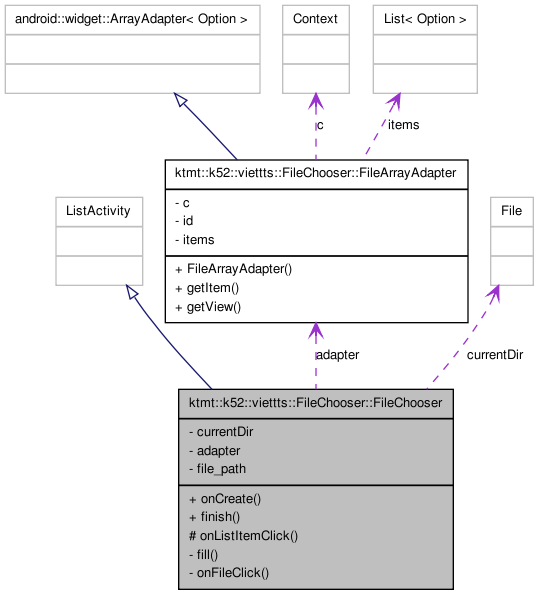 android::widget::ArrayAdapter< Option >
Context
List< Option >
c
items
ktmt::k52::viettts::FileChooser::FileArrayAdapter
- c
- id
- items
+ FileArrayAdapter()
+ getItem()
+ getView()
ListActivity
File
adapter
currentDir
ktmt::k52::viettts::FileChooser::FileChooser
- currentDir
- adapter
- file_path
+ onCreate()
+ finish()
# onListItemClick()
- fill()
- onFileClick()